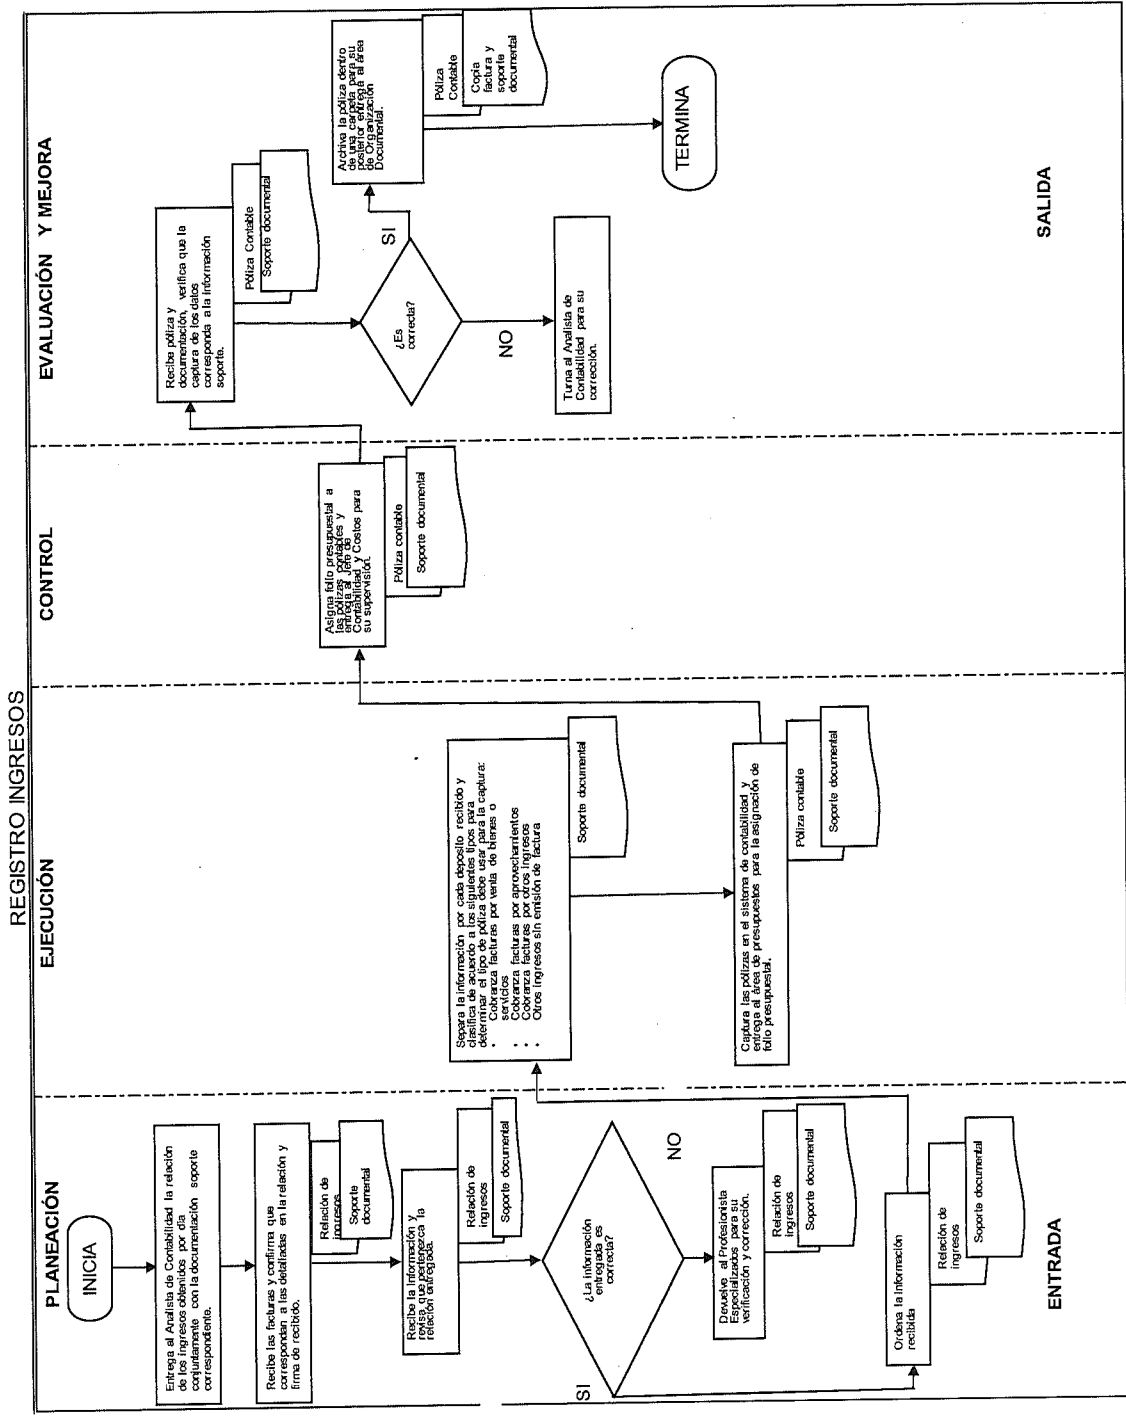 REGISTRO INGRESOS
PLANEACIÓN
INICIA
Entrega al Analista de Contabilidad la relación
de los ingresos obtenidos por día
conjuntamente con la documentación soporte
correspondiente.
Recibe las facturas y confirma que
correspondan a las detalladas en la relación y
firma de recibido.
Relación de
ingresos
Soporte
documental
Recibe la Información y
revisa que pertenezca la
relación entregada.
Relación de
ingresos
Soporte documental
¿La información
entregada es
correcta?
SI
NO
Devuelve al Profesionista
Especializados para su
verificación y corrección.
Relación de
ingresos
Soporte documental
Ordena la Información
recibida
Relación de
ingresos
Soporte documental
ENTRADA
EJECUCIÓN
Separa la información por cada deposito recibido y
clasifica de acuerdo a los siguientes tipos para
determinar el tipo de póliza debe usar para la captura:
• Cobranza facturas por venta de bienes o
servicios
• Cobranza facturas por aprovechamientos
• Cobranza facturas por otros ingresos
• Otros ingresos sin emisión de factura
Soporte documental
Captura las pólizas en el sistema de contabilidad y
entrega al área de presupuestos para la asignación de
folio presupuestal.
Póliza contable
Soporte documental
CONTROL
Asigna folio presupuestal a
las pólizas contables y
entrega al Jefe de
Contabilidad y Costos para
su supervisión.
Póliza contable
Soporte documental
EVALUACIÓN Y MEJORA
Recibe póliza y
documentación, verifica que la
captura de los datos
corresponda a la información
soporte.
Póliza Contable
Soporte documental
¿Es
correcta?
SI
NO
Turna al Analista de
Contabilidad para su
corrección.
Archiva la póliza dentro
de una carpeta para su
posterior entrega al área
de Organización
Documental.
Póliza
Contable
Copia
factura y
soporte
documental
TERMINA
SALIDA